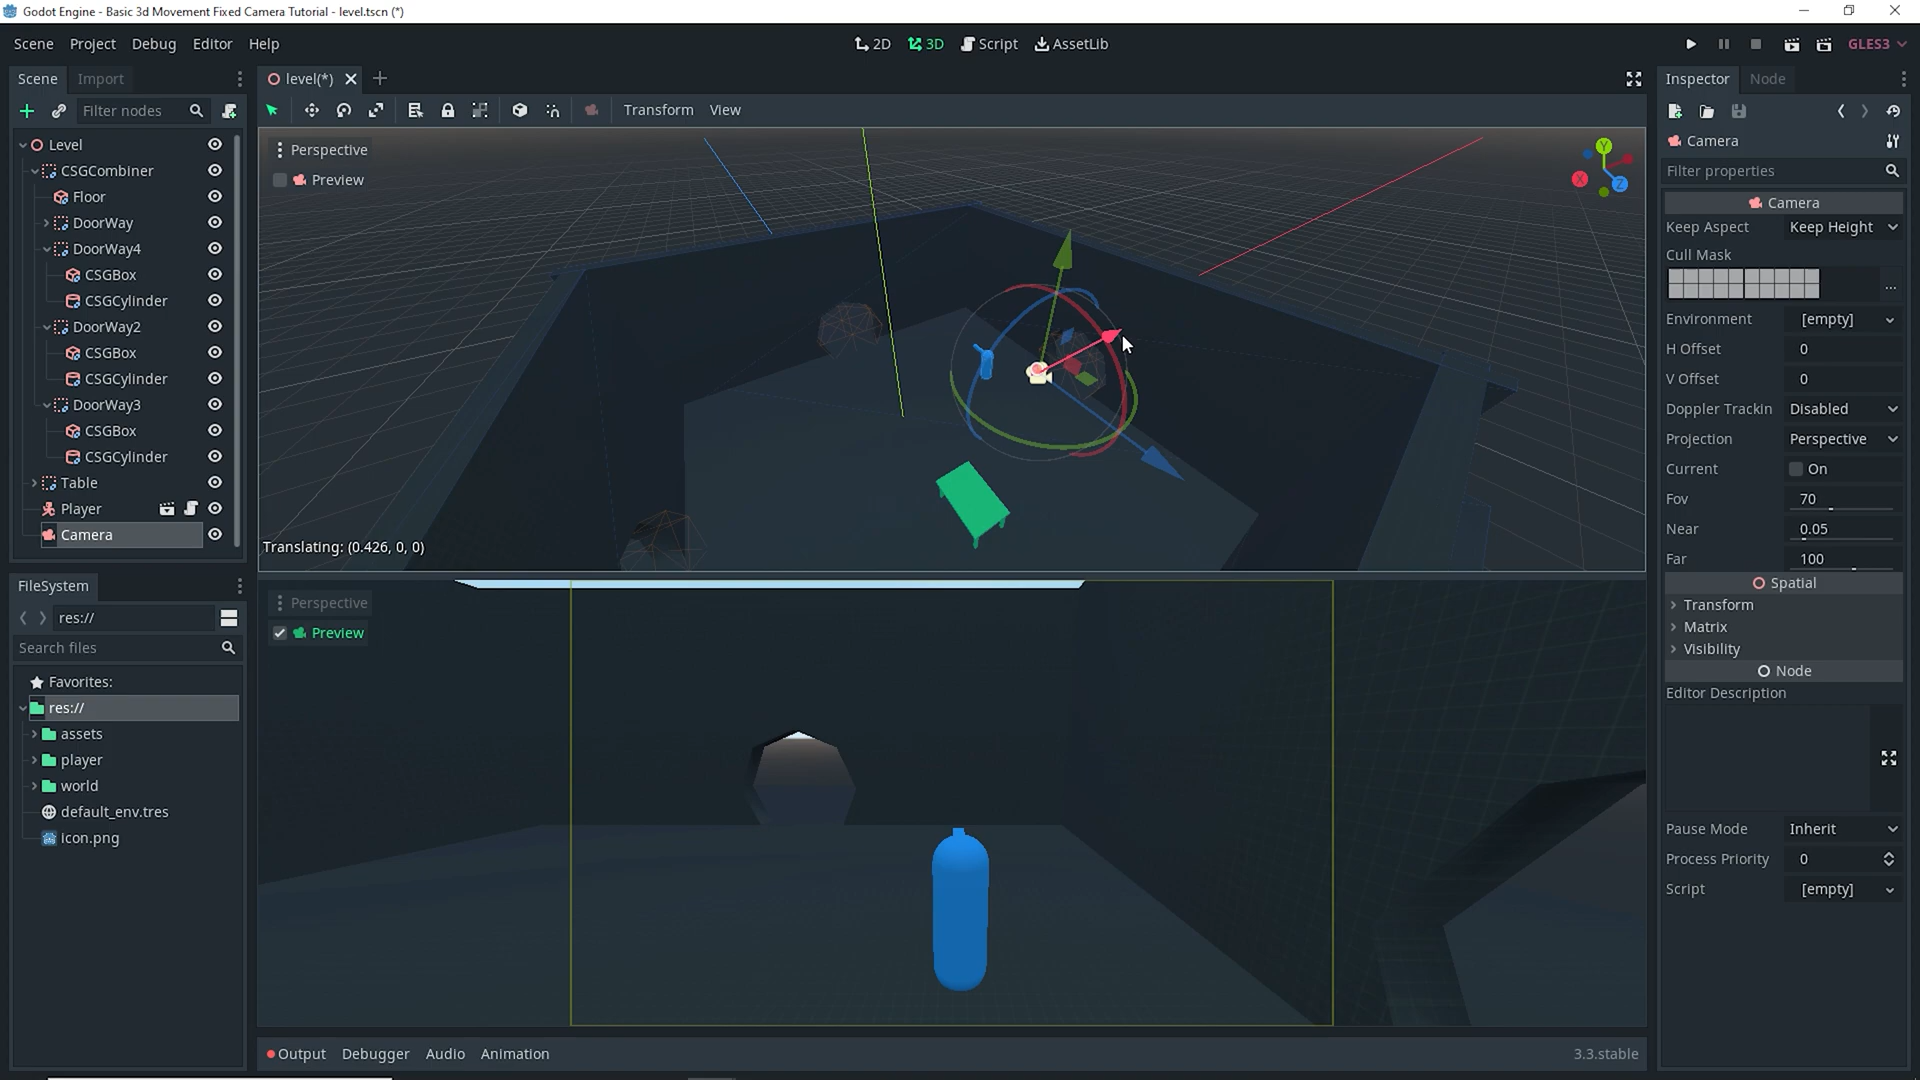 Godot Engine - Basic 3d Movement Fixed Camera Tutorial - level.tscn (*)
Scene Project Debug Editor Help
2D 3D Script AssetLib
GLES3
Scene Import
level(*)
Inspector Node
Filter nodes
Transform View
Level
CSGCombiner
Floor
DoorWay
DoorWay4
CSGBox
CSGCylinder
DoorWay2
CSGBox
CSGCylinder
DoorWay3
CSGBox
CSGCylinder
Table
Player
Camera
FileSystem
res://
Search files
Favorites:
res://
assets
player
world
default_env.tres
icon.png
Perspective
Preview
Y
X
Z
Translating: (0.426, 0, 0)
Perspective
Preview
Output Debugger Audio Animation
3.3.stable
Camera
Filter properties
Camera
Keep Aspect Keep Height
Cull Mask
...
Environment [empty]
H Offset 0
V Offset 0
Doppler Trackin Disabled
Projection Perspective
Current On
Fov 70
Near 0.05
Far 100
Spatial
Transform
Matrix
Visibility
Node
Editor Description
Pause Mode Inherit
Process Priority 0
Script [empty]